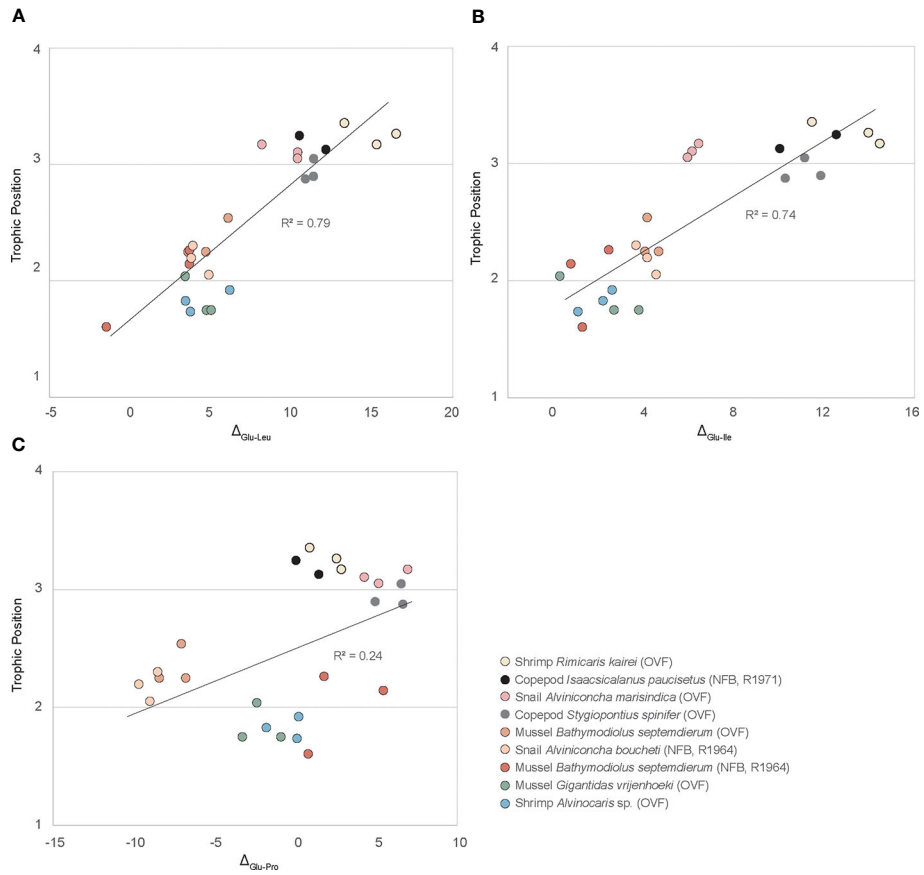 A
4
3
2
1
Trophic Position
R² = 0.79
-5
0
5
10
15
20
ΔGlu-Leu
B
4
3
2
1
Trophic Position
R² = 0.74
0
4
8
12
16
ΔGlu-Ile
C
4
3
2
1
Trophic Position
R² = 0.24
-15
-10
-5
0
5
10
ΔGlu-Pro
Shrimp Rimicaris kairei (OVF)
Copepod Isaacsicalanus paucisetus (NFB, R1971)
Snail Alviniconcha marisindica (OVF)
Copepod Stygiopontius spinifer (OVF)
Mussel Bathymodiolus septemdierum (OVF)
Snail Alviniconcha boucheti (NFB, R1964)
Mussel Bathymodiolus septemdierum (NFB, R1964)
Mussel Gigantidas vrijenhoeki (OVF)
Shrimp Alvinocaris sp. (OVF)